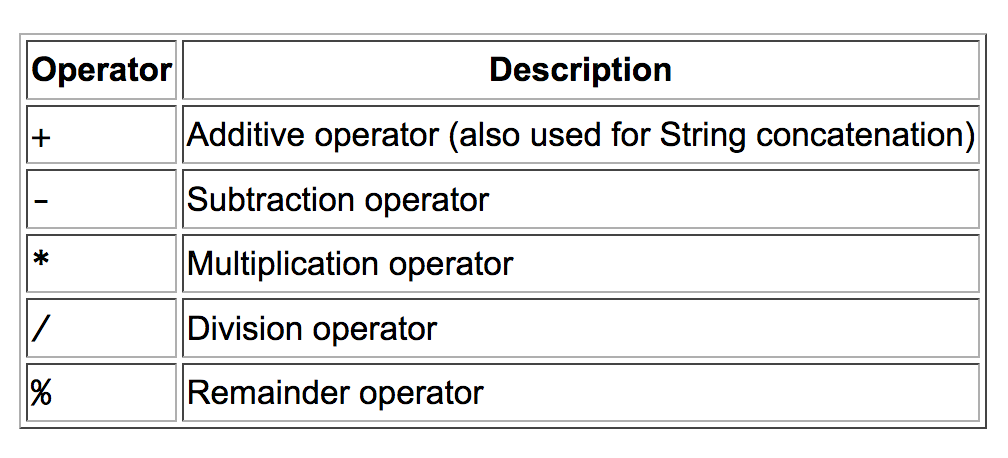 Operator Description
+ Additive operator (also used for String concatenation)
- Subtraction operator
* Multiplication operator
/ Division operator
% Remainder operator